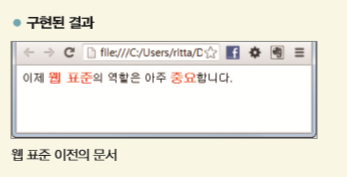 구현된 결과
file:///C:/Users/ritta/D
이제 웹 표준의 역할은 아주 중요합니다.
웹 표준 이전의 문서